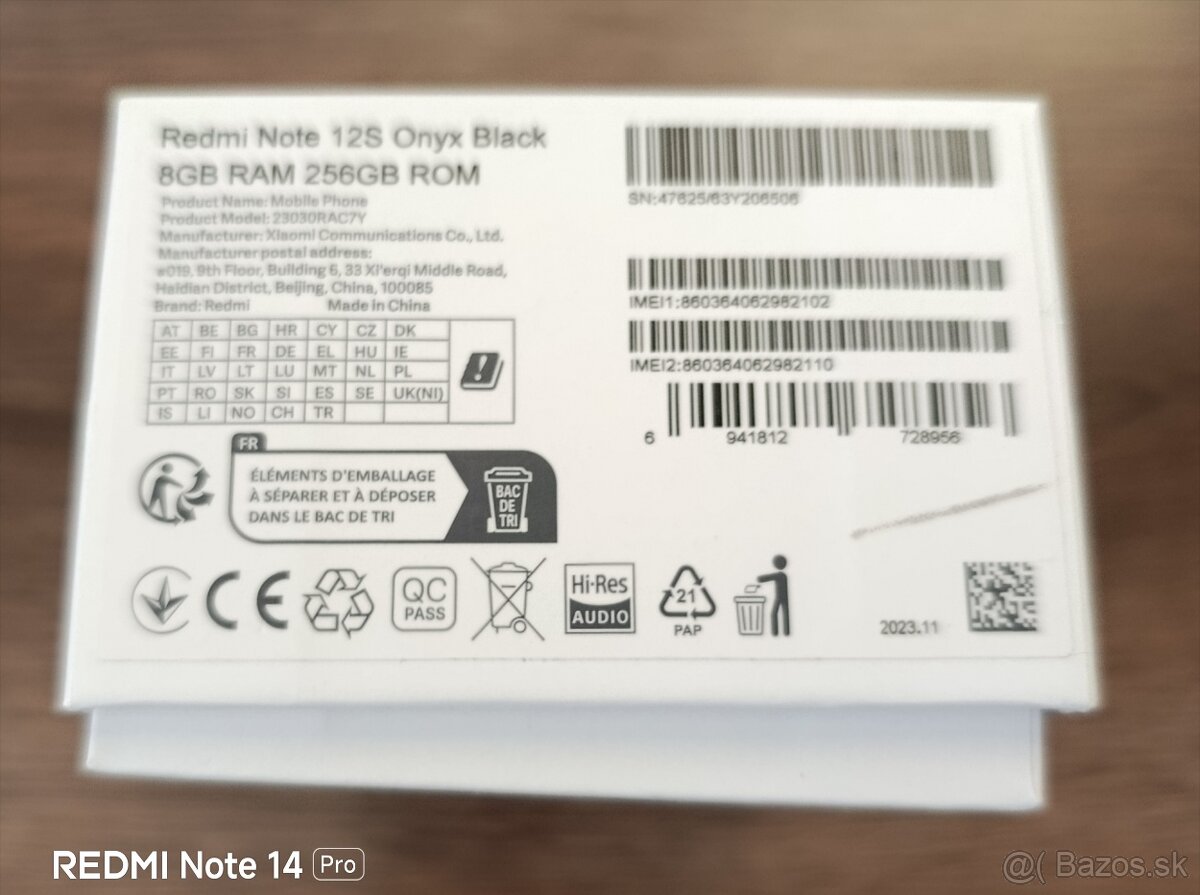 Redmi Note 12S Onyx Black
8GB RAM 256GB ROM
Product Name: Mobile Phone
Product Model: 23030RAC7Y
Manufacturer: Xiaomi Communications Co., Ltd.
Manufacturer postal address:
#019, 9th Floor, Building 6, 33 Xi'erqi Middle Road,
Haidian District, Beijing, China, 100085
Brand: Redmi Made in China
AT BE BG HR CY CZ DK
EE FI FR DE EL HU IE
IT LV LT LU MT NL PL
PT RO SK SI ES SE UK(NI)
IS LI NO CH TR
SN:47625/63Y206506
IMEI1:860364062982102
IMEI2:860364062982110
6 941812 728956
FR
ÉLÉMENTS D'EMBALLAGE
À SÉPARER ET À DÉPOSER
DANS LE BAC DE TRI
BAC
DE
TRI
CE
QC
PASS
Hi-Res
AUDIO
21
PAP
2023.11
REDMI Note 14 Pro
@( Bazos.sk